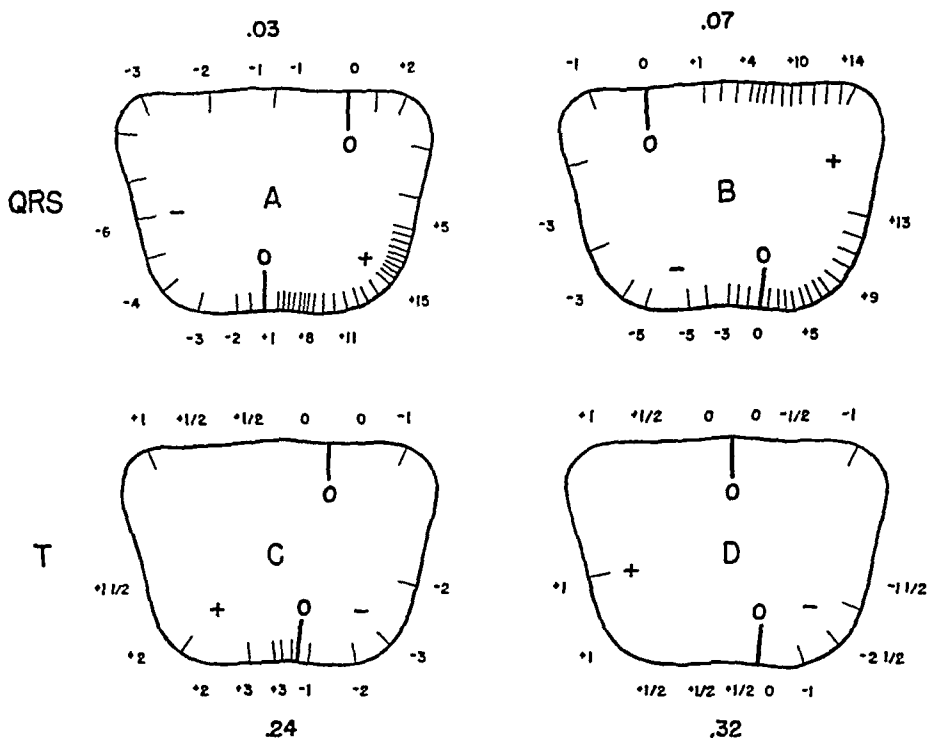 .03 .07
-3 -2 -1 -1 0 +2 -1 0 +1 +4 +10 +14
0 0
QRS - A +5 -3 B + +13
-6 0 + - 0
-4 +15 -3 +9
-3 -2 +1 +8 +11 -5 -5 -3 0 +5
+1 +1/2 +1/2 0 0 -1 +1 +1/2 0 0 -1/2 -1
0 0
T C D
+1 1/2 + 0 - -2 +1 + 0 - -1 1/2
+2 -3 +1 -2 1/2
+2 +3 +3 -1 -2 +1/2 +1/2 +1/2 0 -1
.24 .32